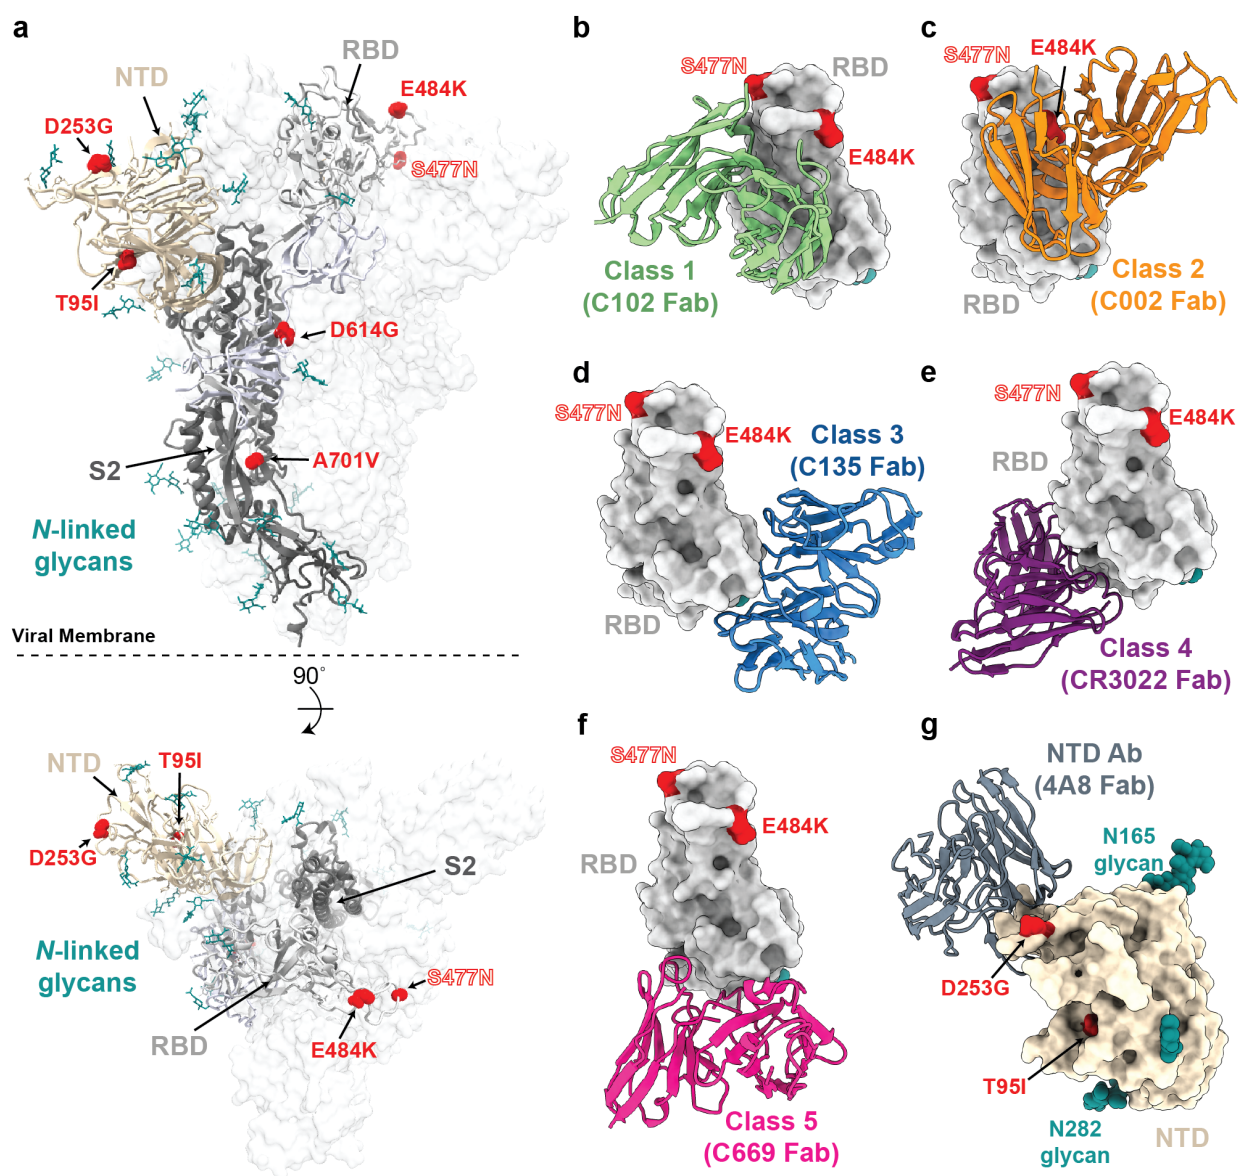 a
NTD
RBD
E484K
D253G
S477N
T95I
D614G
S2
A701V
N-linked
glycans
Viral Membrane
90°
NTD
T95I
D253G
S2
N-linked
glycans
S477N
RBD
E484K
b
S477N
RBD
E484K
Class 1
(C102 Fab)
c
E484K
S477N
Class 2
(C002 Fab)
RBD
d
S477N
E484K
Class 3
(C135 Fab)
RBD
e
S477N
E484K
RBD
Class 4
(CR3022 Fab)
f
S477N
E484K
RBD
Class 5
(C669 Fab)
g
NTD Ab
(4A8 Fab)
N165
glycan
D253G
T95I
N282
glycan
NTD